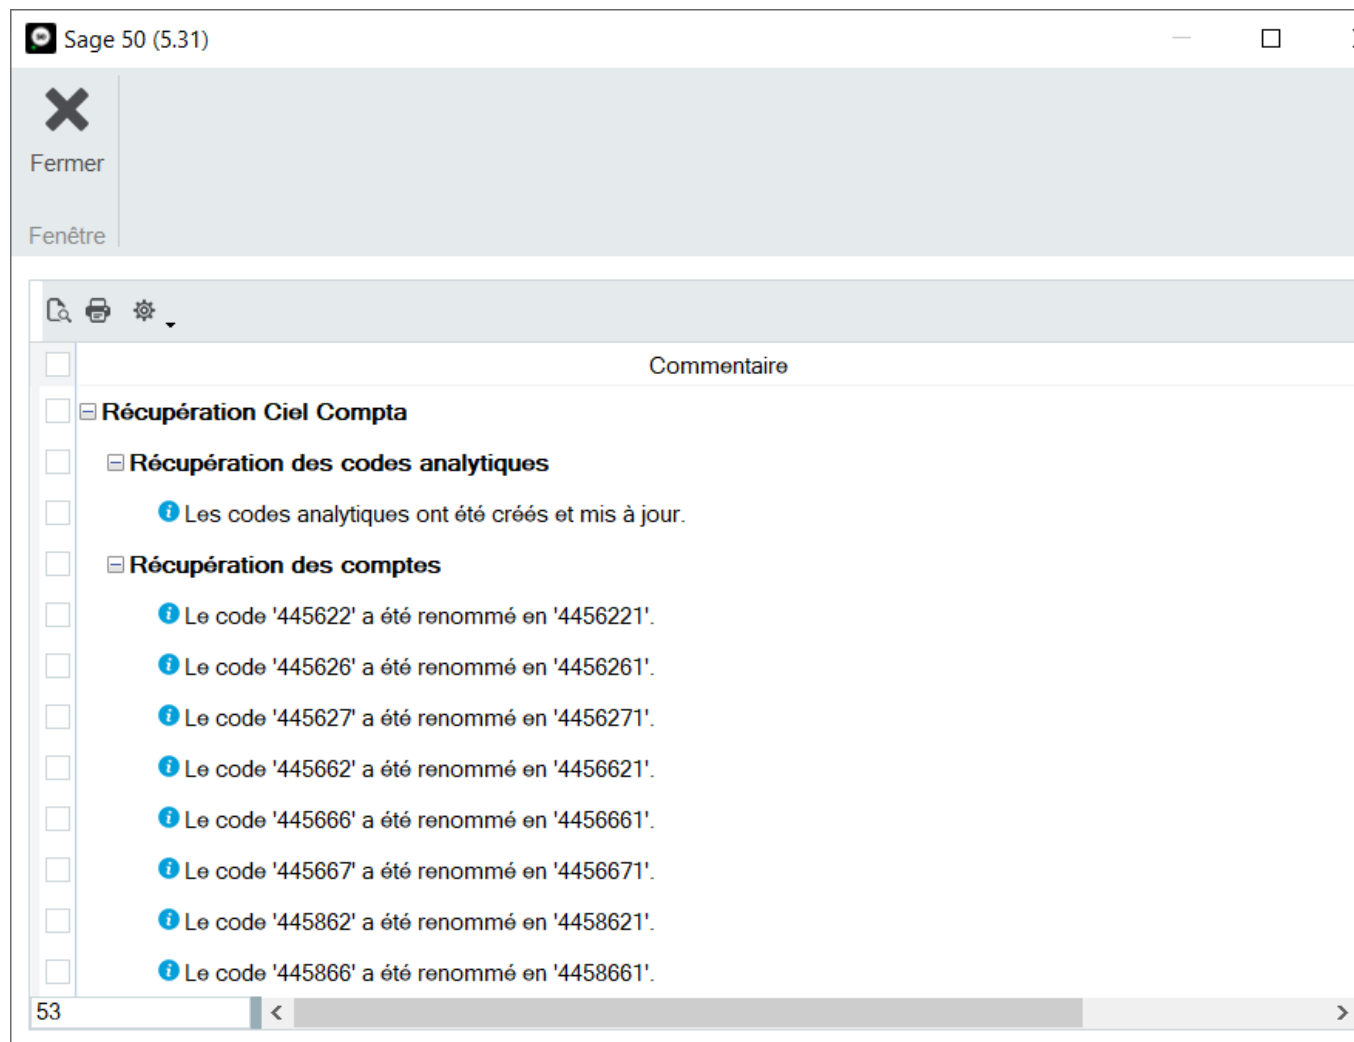 Sage 50 (5.31)
Fermer
Fenêtre
Commentaire
Récupération Ciel Compta
Récupération des codes analytiques
Les codes analytiques ont été créés et mis à jour.
Récupération des comptes
Le code '445622' a été renommé en '4456221'.
Le code '445626' a été renommé en '4456261'.
Le code '445627' a été renommé en '4456271'.
Le code '445662' a été renommé en '4456621'.
Le code '445666' a été renommé en '4456661'.
Le code '445667' a été renommé en '4456671'.
Le code '445862' a été renommé en '4458621'.
Le code '445866' a été renommé en '4458661'.
53